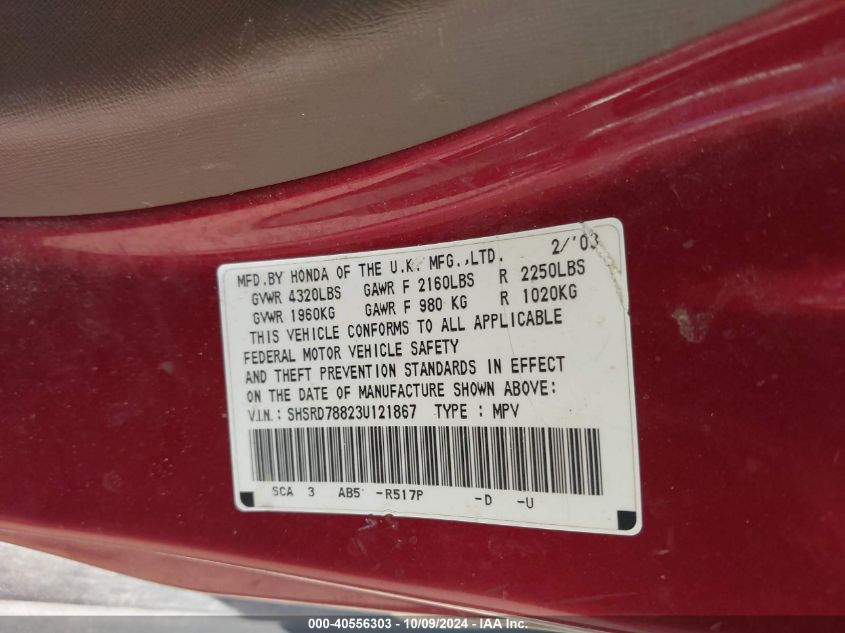 MFD.BY HONDA OF THE U.K. MFG.,LTD. 2/'03
GVWR 4320LBS GAWR F 2160LBS R 2250LBS
GVWR 1960KG GAWR F 980 KG R 1020KG
THIS VEHICLE CONFORMS TO ALL APPLICABLE
FEDERAL MOTOR VEHICLE SAFETY
AND THEFT PREVENTION STANDARDS IN EFFECT
ON THE DATE OF MANUFACTURE SHOWN ABOVE:
V.I.N.: SHSRD78823U121867 TYPE : MPV
SCA 3 AB5 -R517P -D -U
000-40556303 - 10/09/2024 - IAA Inc.